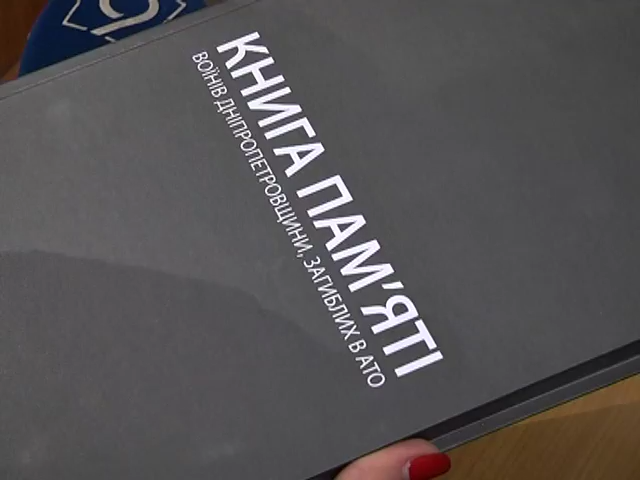 КНИГА ПАМ’ЯТІ
ВОЇНІВ ДНІПРОПЕТРОВЩИНИ, ЗАГИБЛИХ В АТО